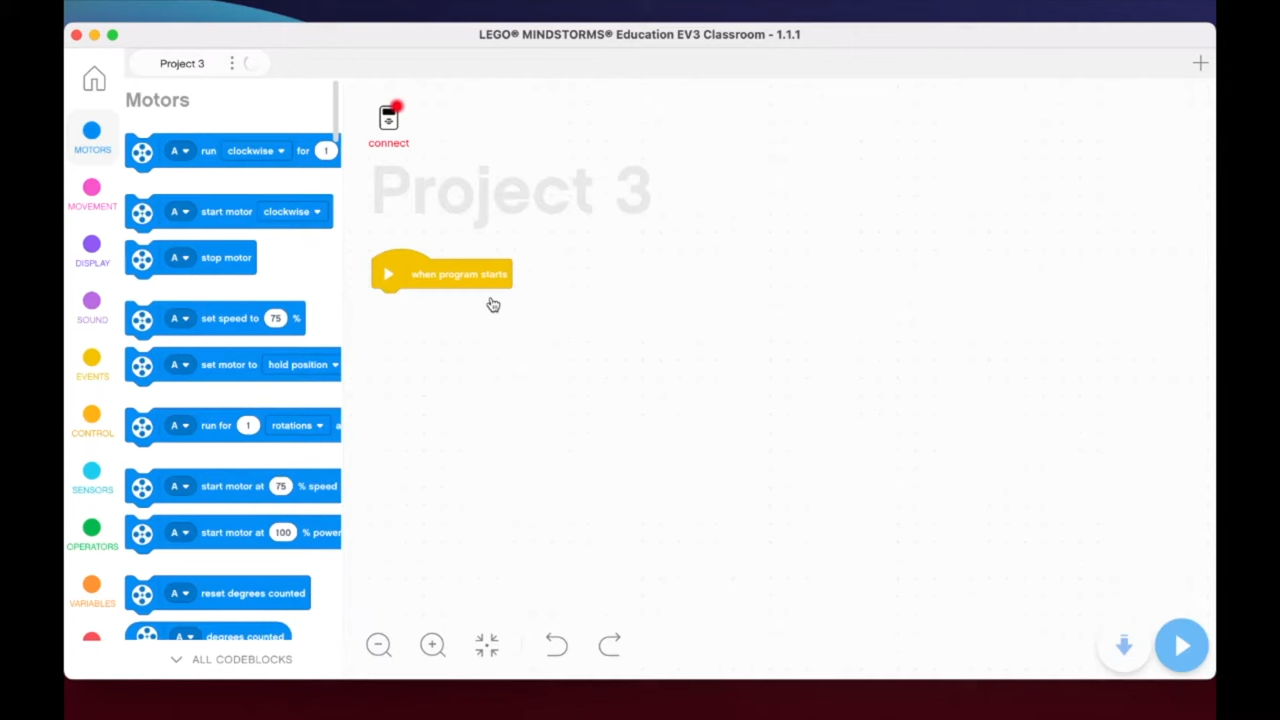 LEGO® MINDSTORMS® Education EV3 Classroom - 1.1.1
Project 3
Motors
MOTORS
MOVEMENT
DISPLAY
SOUND
EVENTS
CONTROL
SENSORS
OPERATORS
VARIABLES
A run clockwise for 1
A start motor clockwise
A stop motor
A set speed to 75 %
A set motor to hold position
A run for 1 rotations a
A start motor at 75 % speed
A start motor at 100 % power
A reset degrees counted
A degrees counted
ALL CODEBLOCKS
connect
Project 3
when program starts